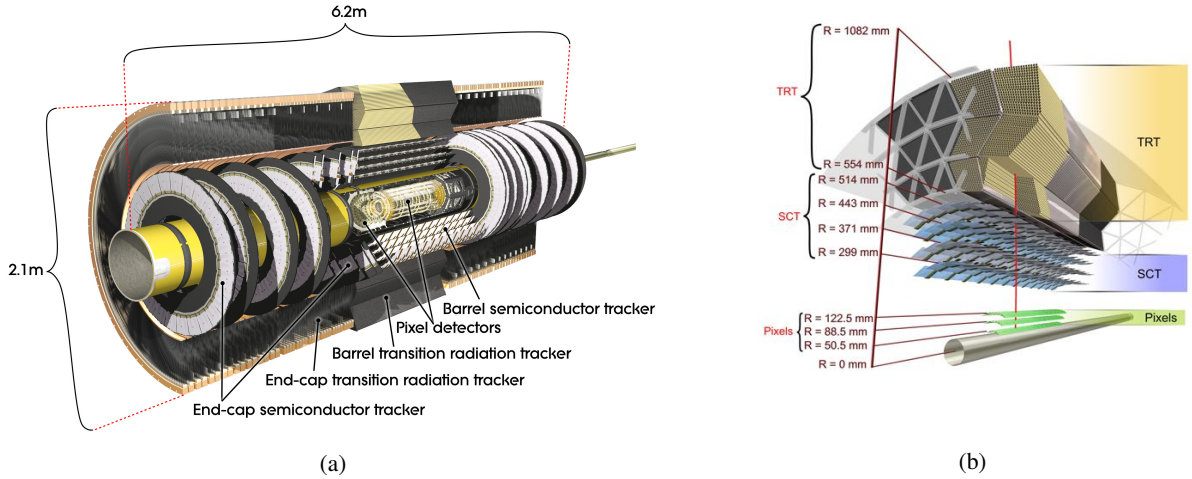 6.2m
2.1m
Barrel semiconductor tracker
Pixel detectors
Barrel transition radiation tracker
End-cap transition radiation tracker
End-cap semiconductor tracker
(a)
R = 1082 mm
TRT
TRT
R = 554 mm
R = 514 mm
R = 443 mm
SCT
R = 371 mm
R = 299 mm
SCT
R = 122.5 mm
Pixels
Pixels
R = 88.5 mm
R = 50.5 mm
R = 0 mm
(b)